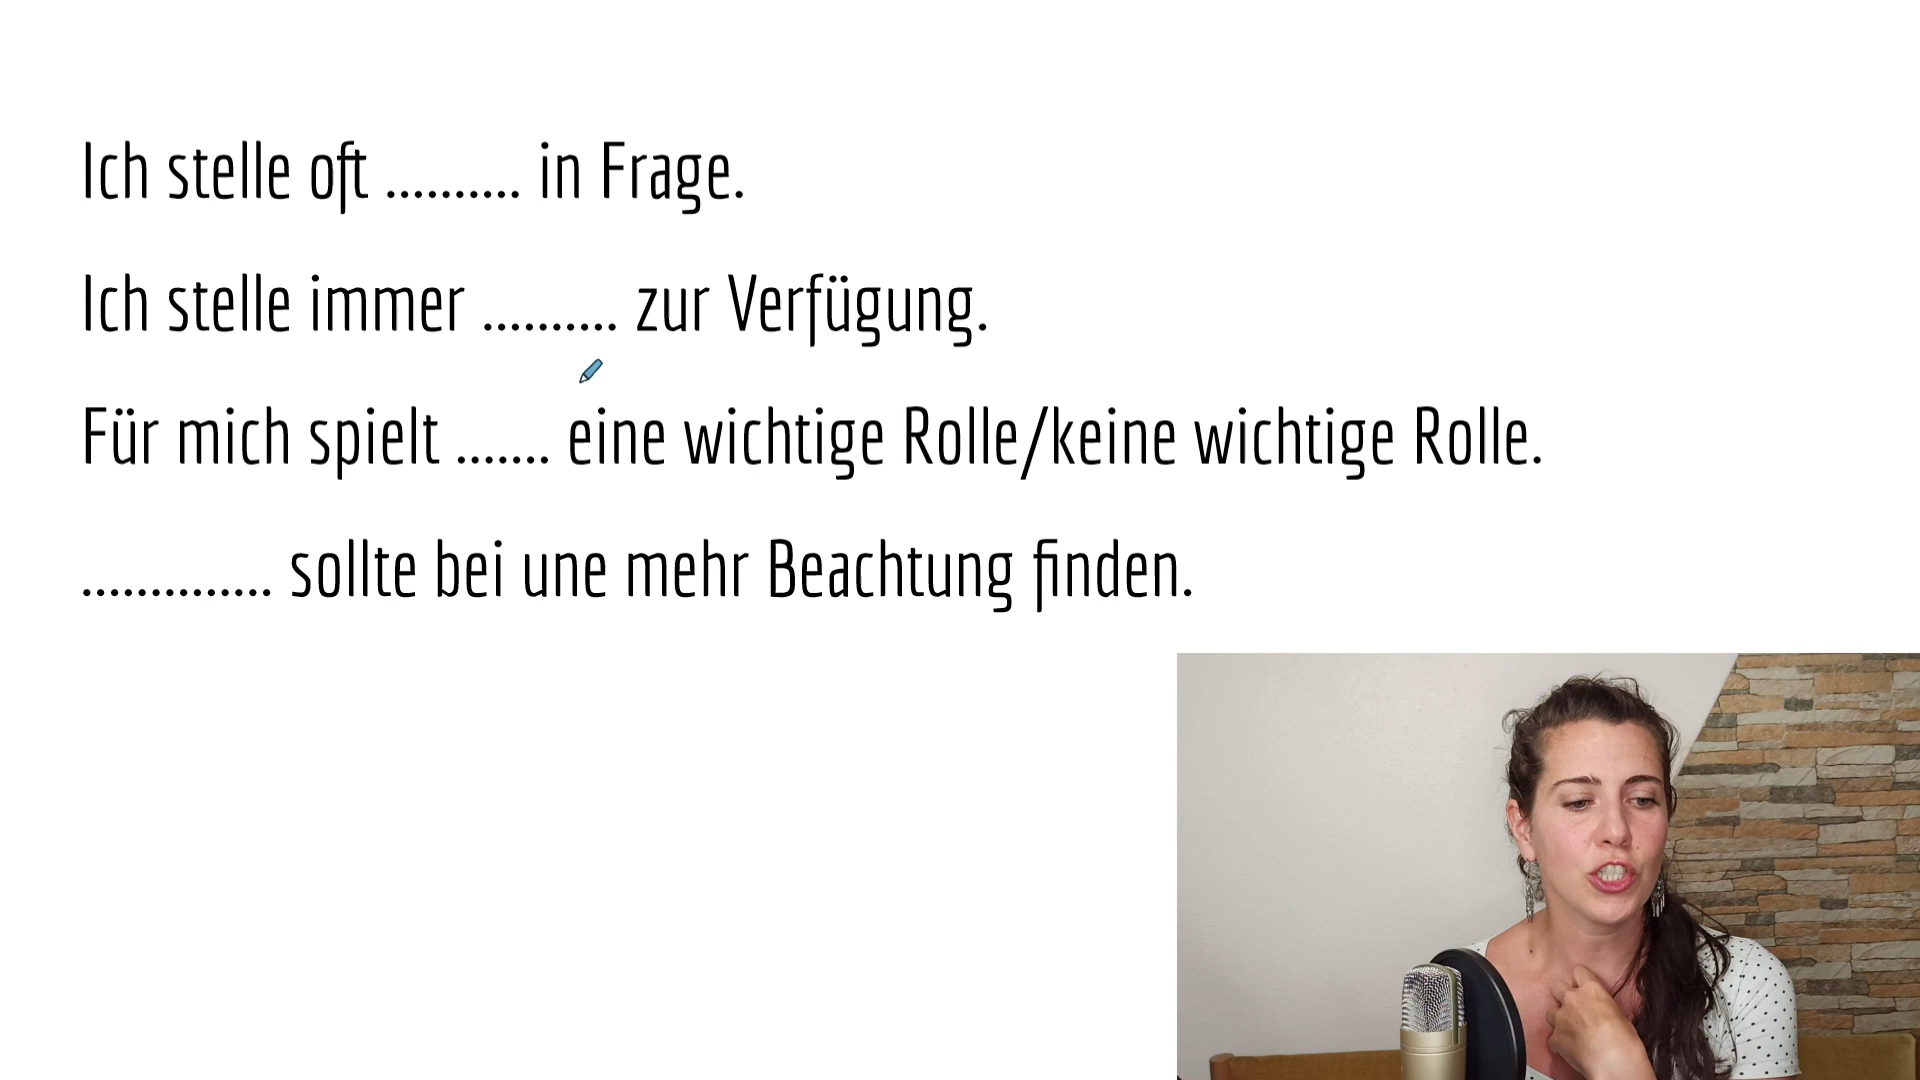 Ich stelle oft .......... in Frage.
Ich stelle immer .......... zur Verfügung.
Für mich spielt ....... eine wichtige Rolle/keine wichtige Rolle.
.............. sollte bei une mehr Beachtung finden.